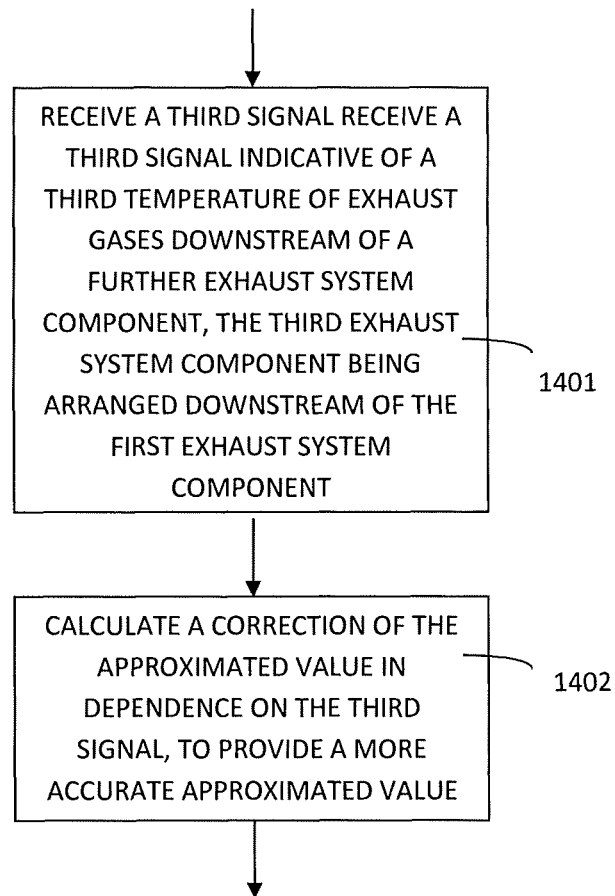 RECEIVE A THIRD SIGNAL RECEIVE A
THIRD SIGNAL INDICATIVE OF A
THIRD TEMPERATURE OF EXHAUST
GASES DOWNSTREAM OF A
FURTHER EXHAUST SYSTEM
COMPONENT, THE THIRD EXHAUST
SYSTEM COMPONENT BEING
ARRANGED DOWNSTREAM OF THE
FIRST EXHAUST SYSTEM
COMPONENT
1401
CALCULATE A CORRECTION OF THE
APPROXIMATED VALUE IN
DEPENDENCE ON THE THIRD
SIGNAL, TO PROVIDE A MORE
ACCURATE APPROXIMATED VALUE
1402